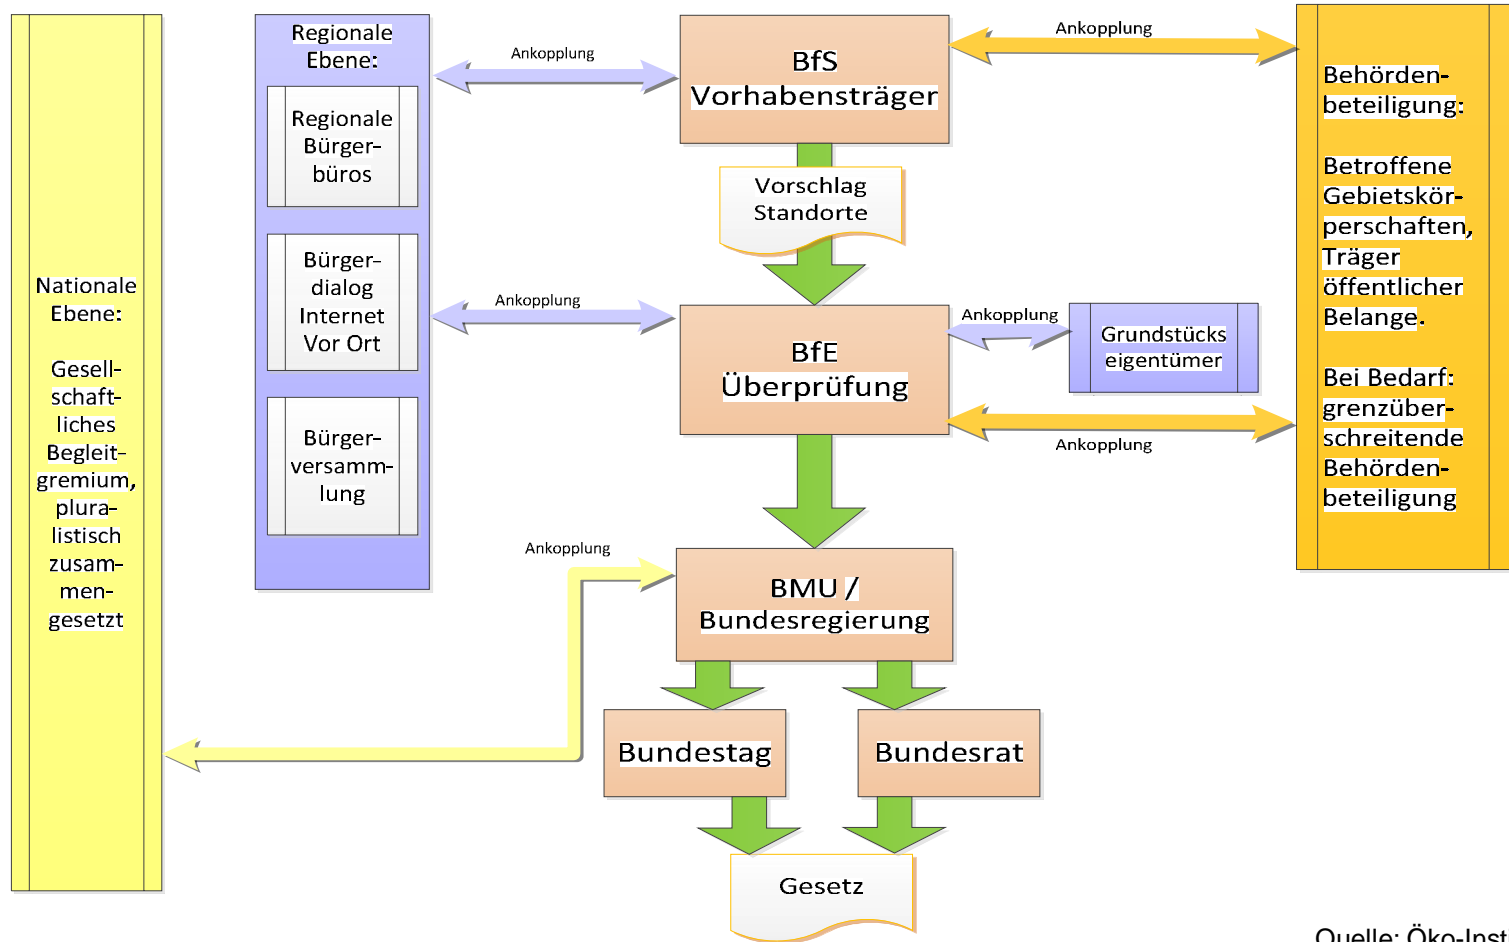 Nationale
Ebene:
Gesell-
schaft-
liches
Begleit-
gremium,
plura-
listisch
zusam-
men-
gesetzt
Regionale
Ebene:
Regionale
Bürger-
büros
Bürger-
dialog
Internet
Vor Ort
Bürger-
versamm-
lung
Ankopplung
Ankopplung
Ankopplung
BfS
Vorhabensträger
Vorschlag
Standorte
BfE
Überprüfung
BMU /
Bundesregierung
Bundestag
Bundesrat
Gesetz
Ankopplung
Ankopplung
Grundstücks
eigentümer
Ankopplung
Behörden-
beteiligung:
Betroffene
Gebietskör-
perschaften,
Träger
öffentlicher
Belange.
Bei Bedarf:
grenzüber-
schreitende
Behörden-
beteiligung
Quelle: Öko-Inst